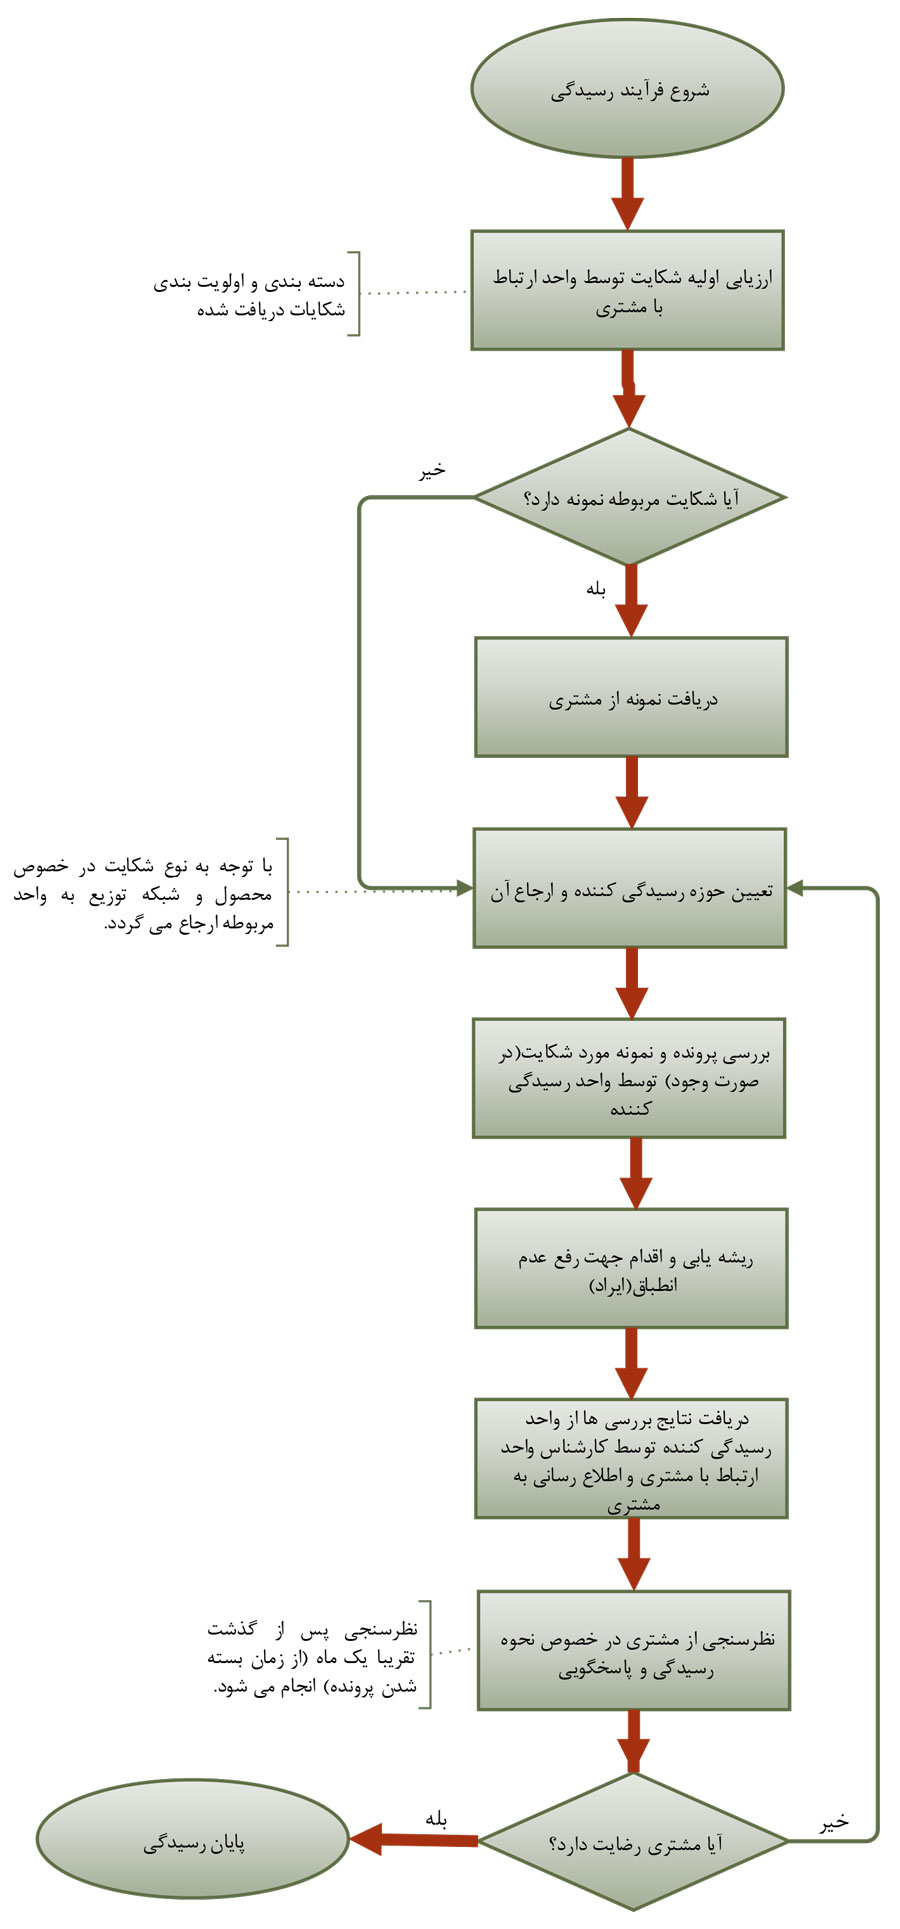 شروع فرآیند رسیدگی
ارزیابی اولیه شکایت توسط واحد ارتباط
با مشتری
دسته بندی و اولویت بندی
شکایات دریافت شده
آیا شکایت مربوطه نمونه دارد؟
خیر
بله
دریافت نمونه از مشتری
تعیین حوزه رسیدگی کننده و ارجاع آن
با توجه به نوع شکایت در خصوص
محصول و شبکه توزیع به واحد
مربوطه ارجاع می گردد.
بررسی پرونده و نمونه مورد شکایت(در
صورت وجود) توسط واحد رسیدگی
کننده
ریشه یابی و اقدام جهت رفع عدم
انطباق(ایراد)
دریافت نتایج بررسی ها از واحد
رسیدگی کننده توسط کارشناس واحد
ارتباط با مشتری و اطلاع رسانی به
مشتری
نظرسنجی از مشتری در خصوص نحوه
رسیدگی و پاسخگویی
نظرسنجی پس از گذشت
تقریبا یک ماه (از زمان بسته
شدن پرونده) انجام می شود.
آیا مشتری رضایت دارد؟
خیر
بله
پایان رسیدگی